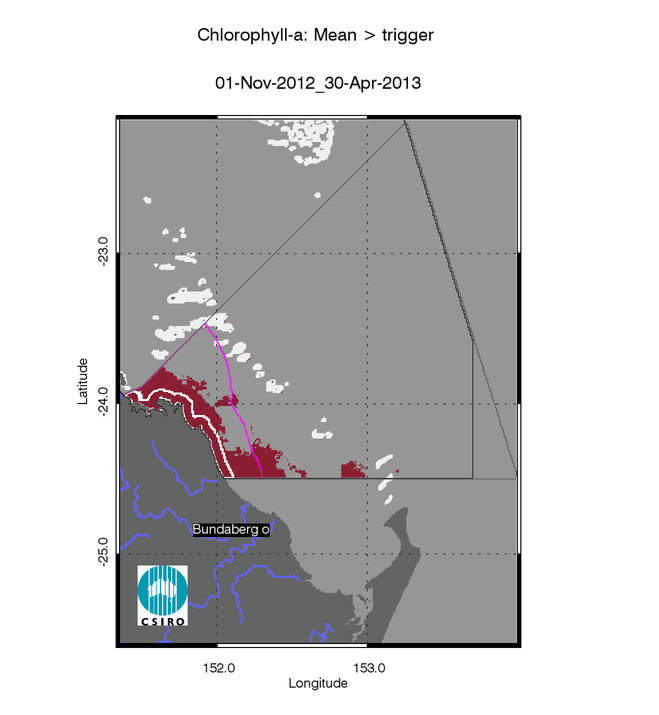 Chlorophyll-a: Mean > trigger
01-Nov-2012_30-Apr-2013
-23.0
-24.0
-25.0
Latitude
Bundaberg o
CSIRO
152.0 153.0
Longitude